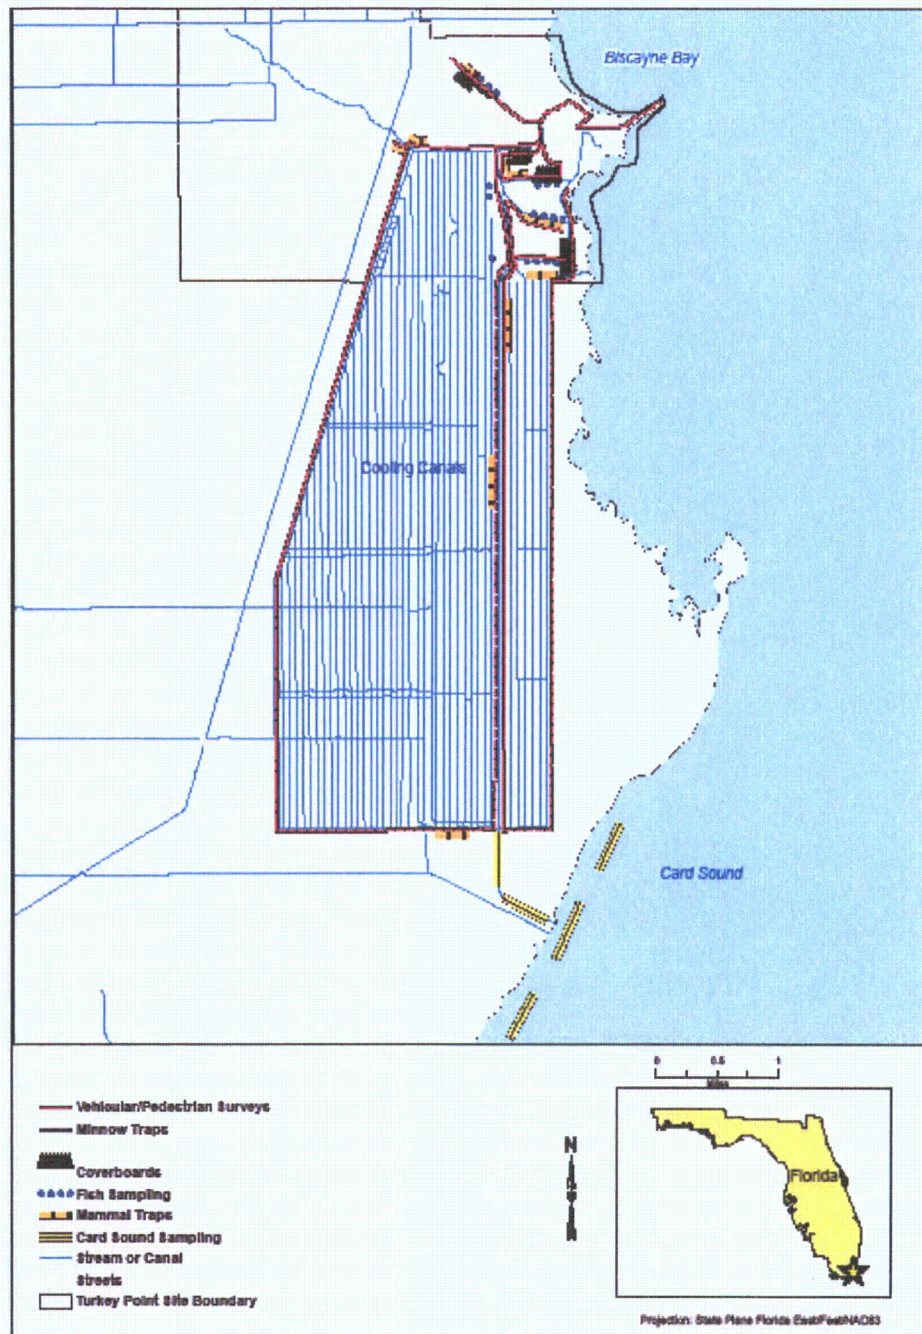 Biscayne Bay
Cooling Canals
Card Sound
0 0.5 1
Miles
Vehicular/Pedestrian Surveys
Minnow Traps
Coverboards
Fish Sampling
Mammal Traps
Card Sound Sampling
Stream or Canal
Streets
Turkey Point Site Boundary
N
Florida
Projection: State Plane Florida East/Feet/NAD83